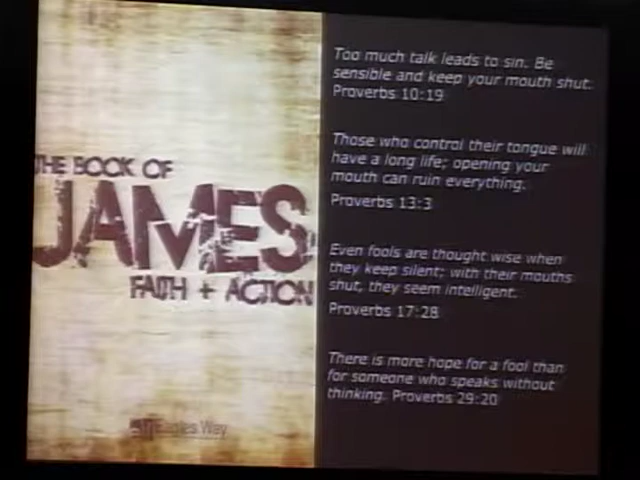 THE BOOK OF
JAMES
FAITH + ACTION
Eagles Way
Too much talk leads to sin. Be
sensible and keep your mouth shut.
Proverbs 10:19
Those who control their tongue will
have a long life; opening your
mouth can ruin everything.
Proverbs 13:3
Even fools are thought wise when
they keep silent; with their mouths
shut, they seem intelligent.
Proverbs 17:28
There is more hope for a fool than
for someone who speaks without
thinking. Proverbs 29:20